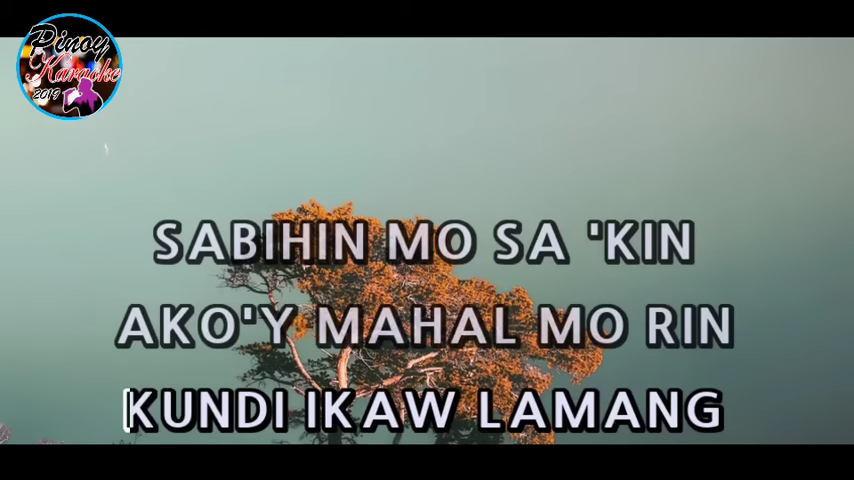 Pinoy
Karaoke
2019
SABIHIN MO SA 'KIN
AKO'Y MAHAL MO RIN
KUNDI IKAW LAMANG